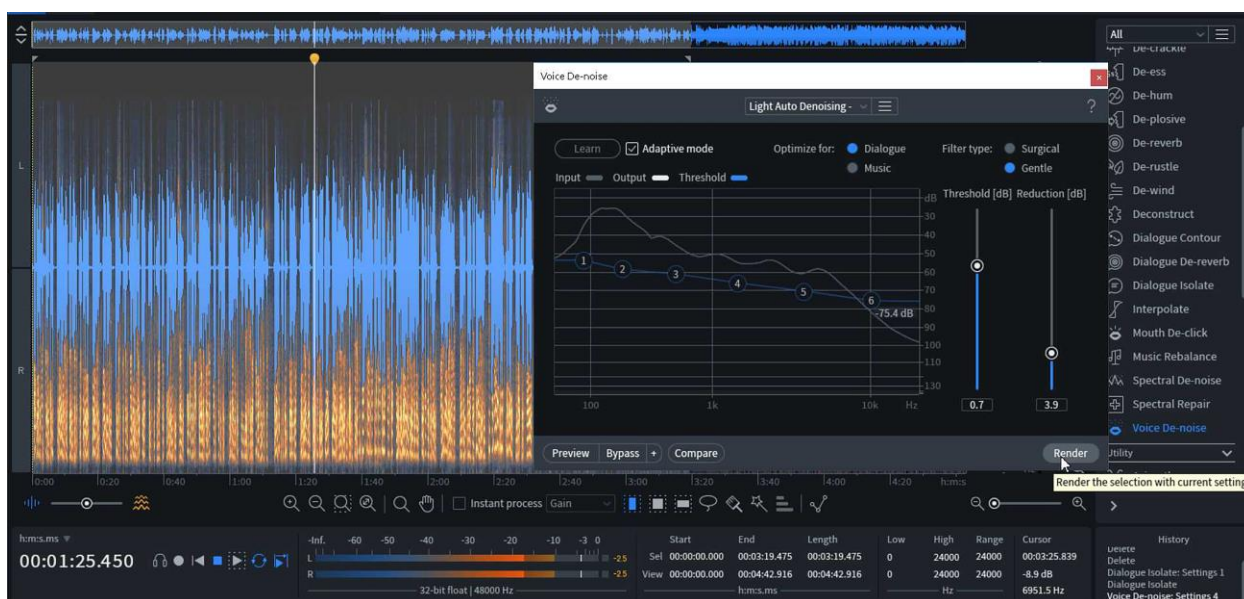 All
De-crackle
De-ess
De-hum
De-plosive
De-reverb
De-rustle
De-wind
Deconstruct
Dialogue Contour
Dialogue De-reverb
Dialogue Isolate
Interpolate
Mouth De-click
Music Rebalance
Spectral De-noise
Spectral Repair
Voice De-noise
Utility
Voice De-noise
Light Auto Denoising -
?
Learn Adaptive mode Optimize for: Dialogue Filter type: Surgical
Music Gentle
Input Output Threshold
dB Threshold [dB] Reduction [dB]
-30
-40
-50
-60
-70
-80
-90
-100
-110
-130
1 2 3 4 5 6
-75.4 dB
100 1k 10k Hz
0.7 3.9
Preview Bypass + Compare Render
Render the selection with current setting
L
R
0:00 0:20 0:40 1:00 1:20 1:40 2:00 2:20 2:40 3:00 3:20 3:40 4:00 4:20 h:m:s
Instant process Gain
h:m:s.ms
00:01:25.450
-Inf. -60 -50 -40 -30 -20 -10 -3 0
L -2.5
R -2.5
32-bit float | 48000 Hz
Start End Length Low High Range Cursor
Sel 00:00:00.000 00:03:19.475 00:03:19.475 0 24000 24000 00:03:25.839
View 00:00:00.000 00:04:42.916 00:04:42.916 0 24000 24000 -8.9 dB
h:m:s.ms Hz 6951.5 Hz
History
Delete
Delete
Dialogue Isolate: Settings 1
Dialogue Isolate
Voice De-noise: Settings 4